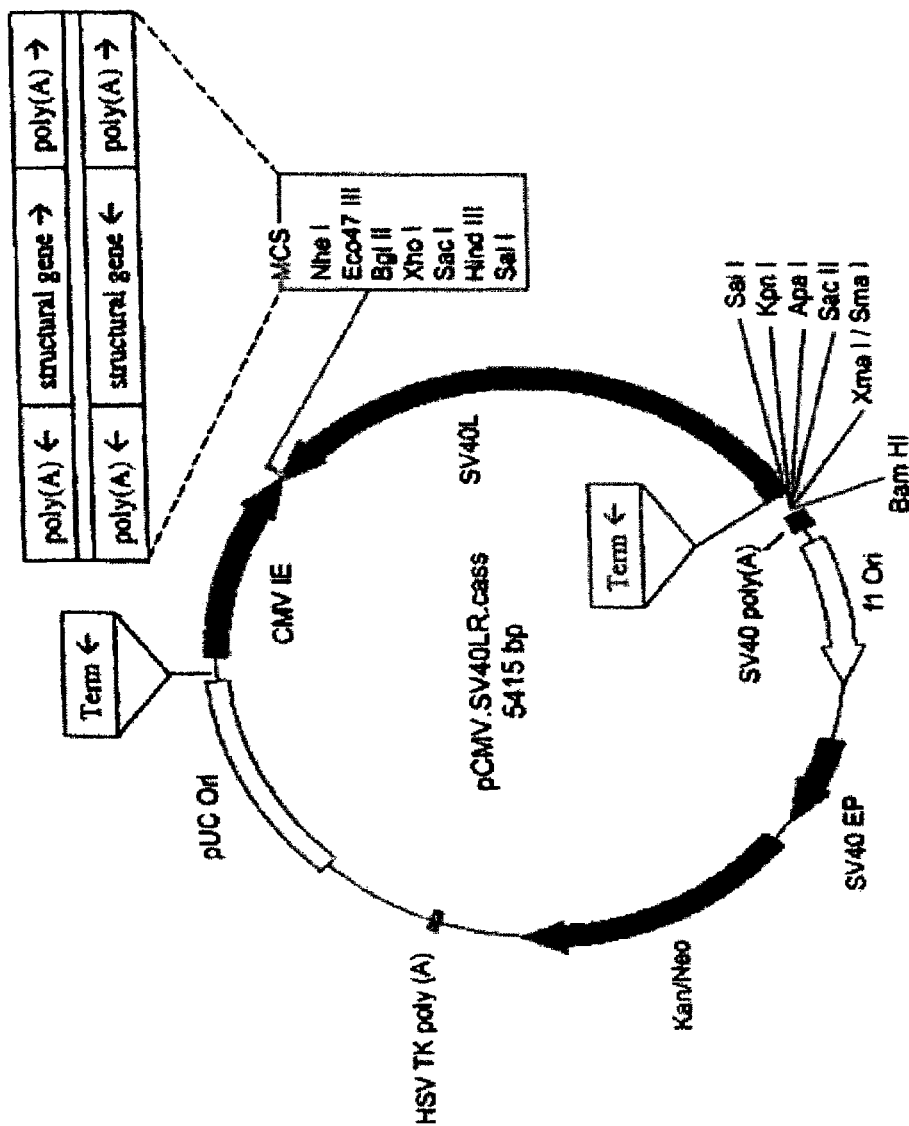 poly(A) ← structural gene → poly(A) →
poly(A) ← structural gene ← poly(A) →
MCS
Nhe I
Eco47 III
Bgl II
Xho I
Sac I
Hind III
Sal I
Term ←
pUC Ori
CMV IE
SV40L
pCMV.SV40LR.cass
5415 bp
Term ←
SV40 poly(A)
Sal I
Kpn I
Apa I
Sac II
Xma I / Sma I
Bam HI
f1 Ori
SV40 EP
Kan/Neo
HSV TK poly (A)